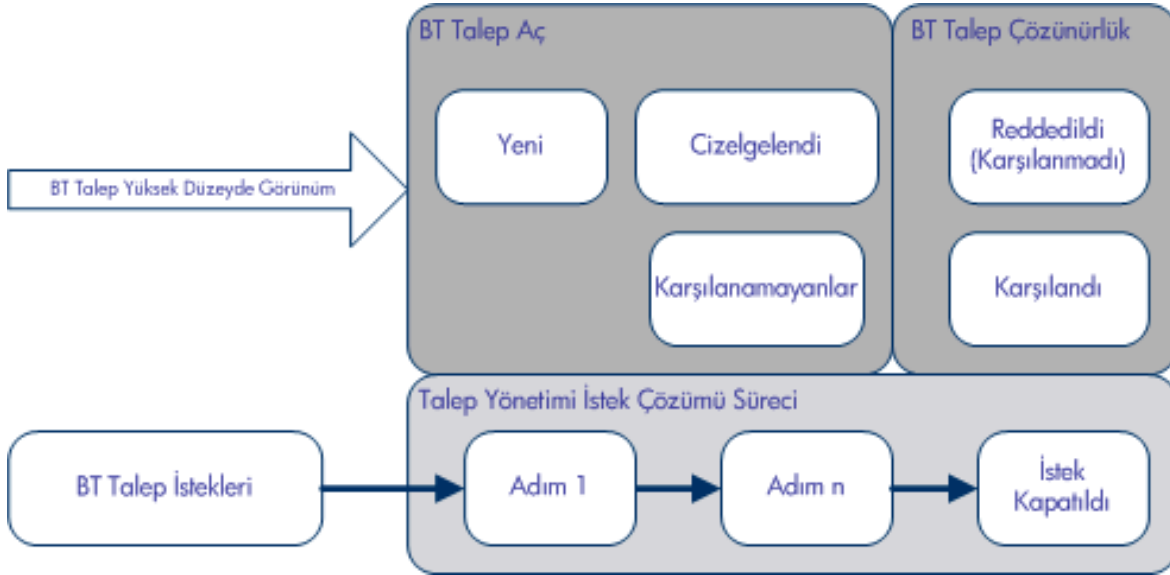 BT Talep Aç
BT Talep Çözünürlük
Yeni
Cizelgelendi
Reddedildi
(Karşılanmadı)
BT Talep Yüksek Düzeyde Görünüm
Karşılanamayanlar
Karşılandı
Talep Yönetimi İstek Çözümü Süreci
BT Talep İstekleri
Adım 1
Adım n
İstek
Kapatıldı